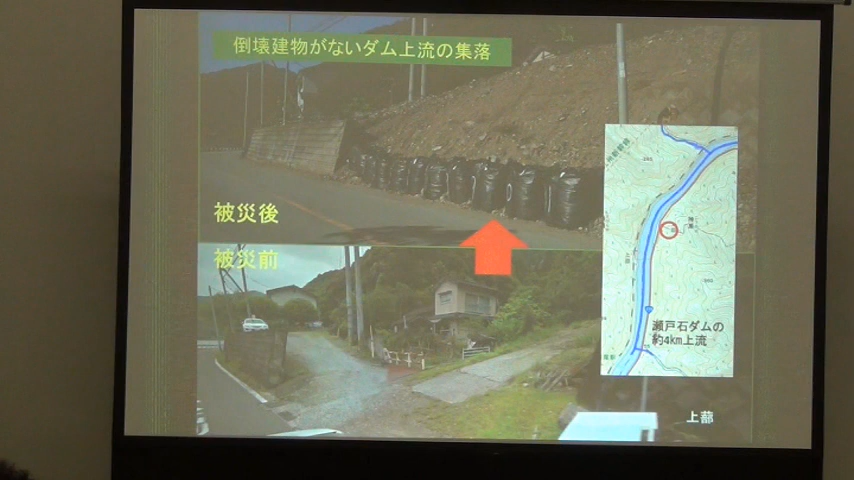 倒壊建物がないダム上流の集落
被災後
被災前
瀬戸石ダムの
約4km上流
上蔀